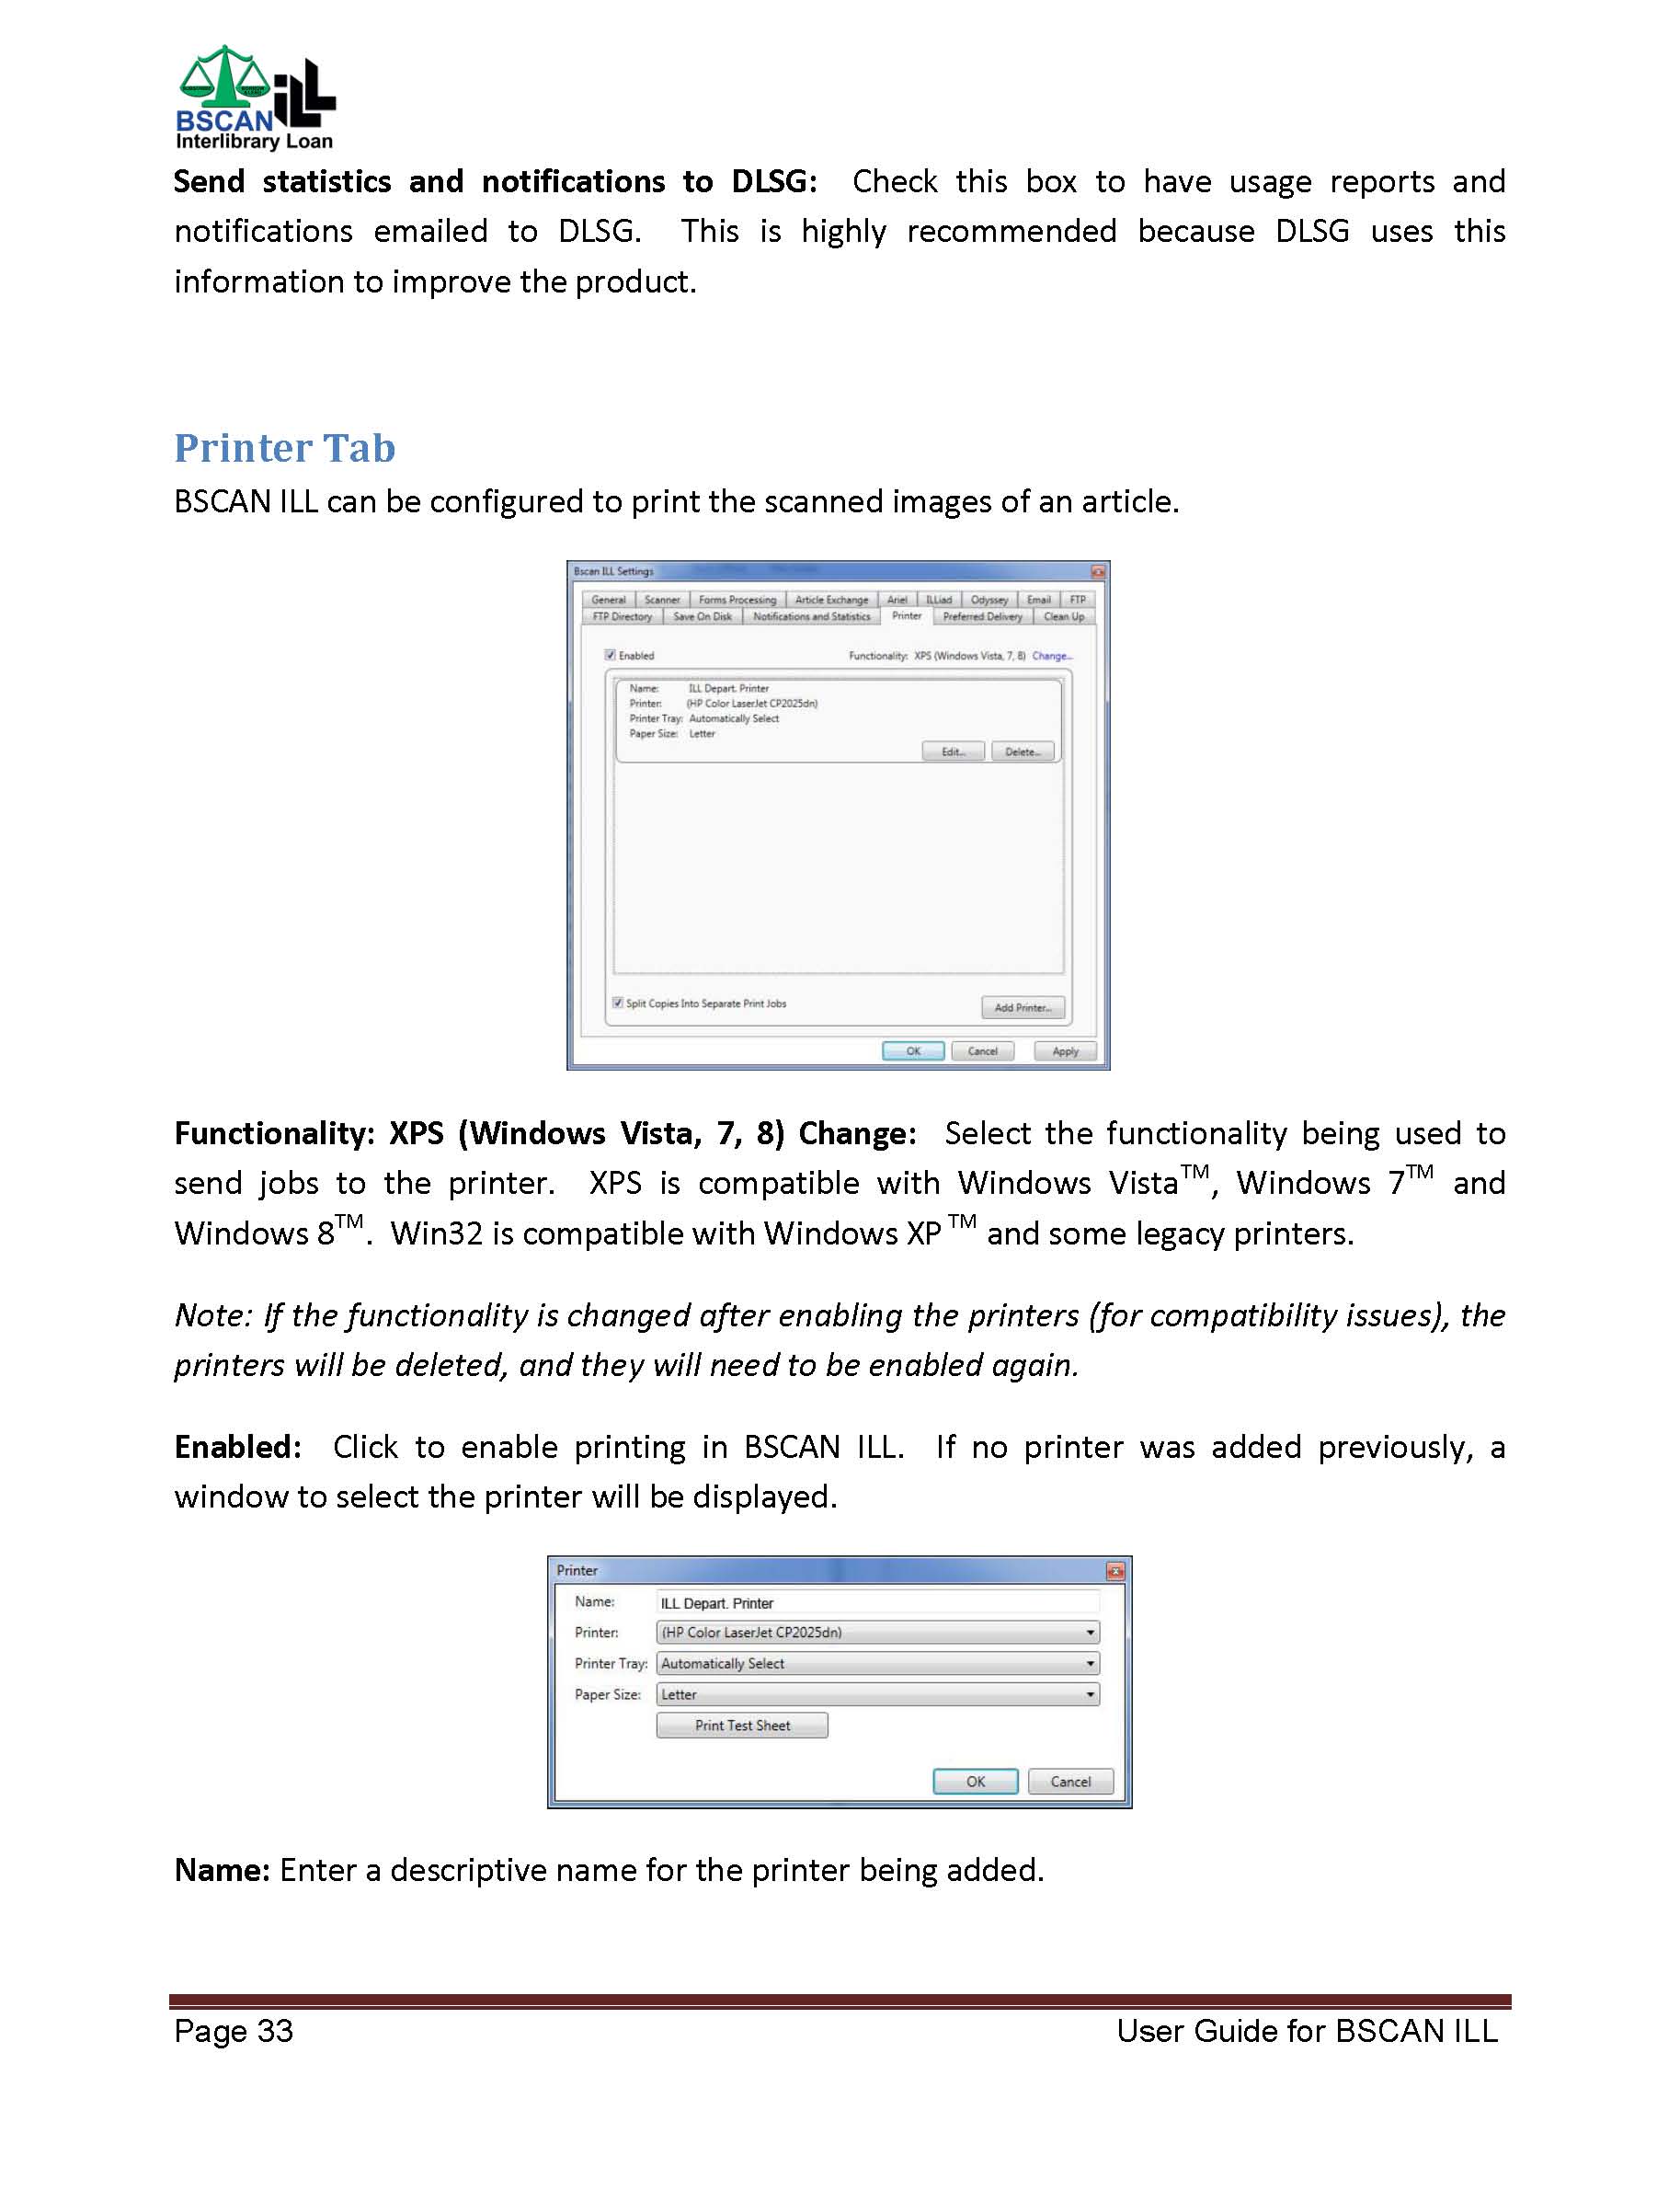 BSCAN ILL
Interlibrary Loan
Send statistics and notifications to DLSG: Check this box to have usage reports and
notifications emailed to DLSG. This is highly recommended because DLSG uses this
information to improve the product.
Printer Tab
BSCAN ILL can be configured to print the scanned images of an article.
Bscan ILL Settings
General Scanner Forms Processing Article Exchange Ariel ILLiad Odyssey Email FTP
FTP Directory Save On Disk Notifications and Statistics Printer Preferred Delivery Clean Up
Enabled Functionality: XPS (Windows Vista, 7, 8) Change...
Name: ILL Depart. Printer
Printer: (HP Color LaserJet CP2025dn)
Printer Tray: Automatically Select
Paper Size: Letter
Edit... Delete...
Split Copies Into Separate Print Jobs Add Printer...
OK Cancel Apply
Functionality: XPS (Windows Vista, 7, 8) Change: Select the functionality being used to
send jobs to the printer. XPS is compatible with Windows Vista™, Windows 7™ and
Windows 8™. Win32 is compatible with Windows XP ™ and some legacy printers.
Note: If the functionality is changed after enabling the printers (for compatibility issues), the
printers will be deleted, and they will need to be enabled again.
Enabled: Click to enable printing in BSCAN ILL. If no printer was added previously, a
window to select the printer will be displayed.
Printer
Name: ILL Depart. Printer
Printer: (HP Color LaserJet CP2025dn)
Printer Tray: Automatically Select
Paper Size: Letter
Print Test Sheet
OK Cancel
Name: Enter a descriptive name for the printer being added.
Page 33 User Guide for BSCAN ILL